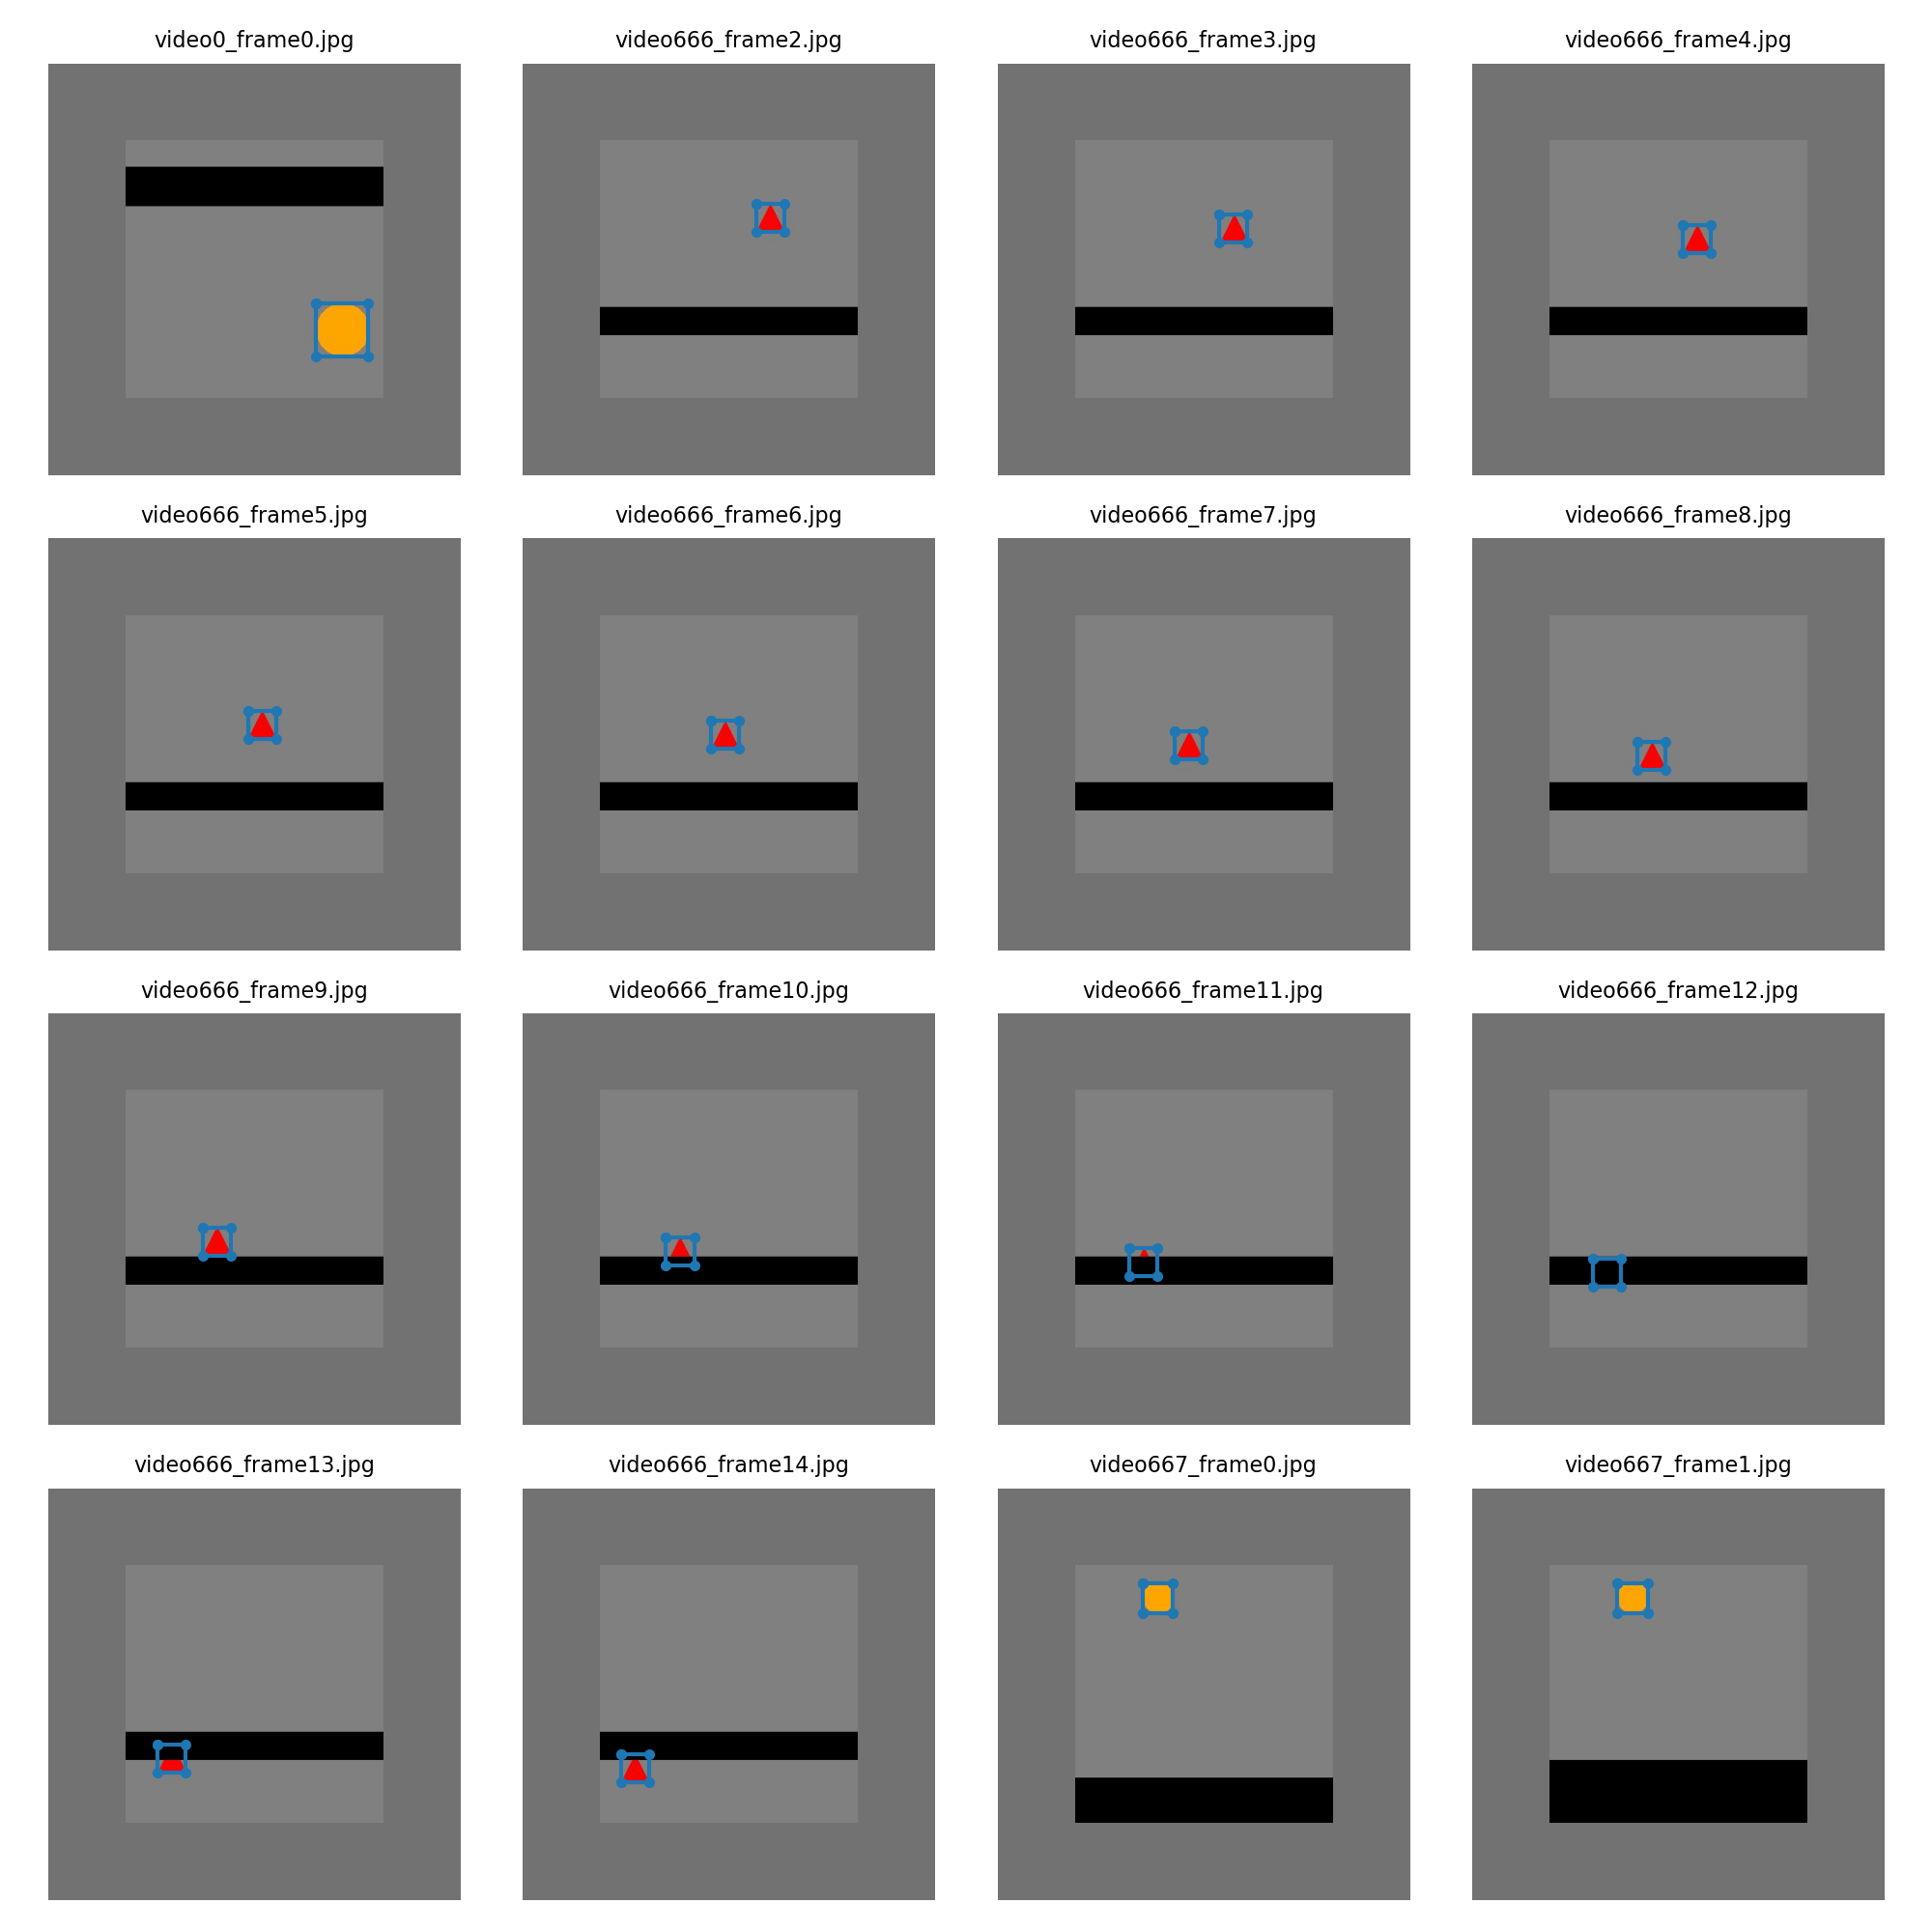 video0_frame0.jpg
video666_frame2.jpg
video666_frame3.jpg
video666_frame4.jpg
video666_frame5.jpg
video666_frame6.jpg
video666_frame7.jpg
video666_frame8.jpg
video666_frame9.jpg
video666_frame10.jpg
video666_frame11.jpg
video666_frame12.jpg
video666_frame13.jpg
video666_frame14.jpg
video667_frame0.jpg
video667_frame1.jpg